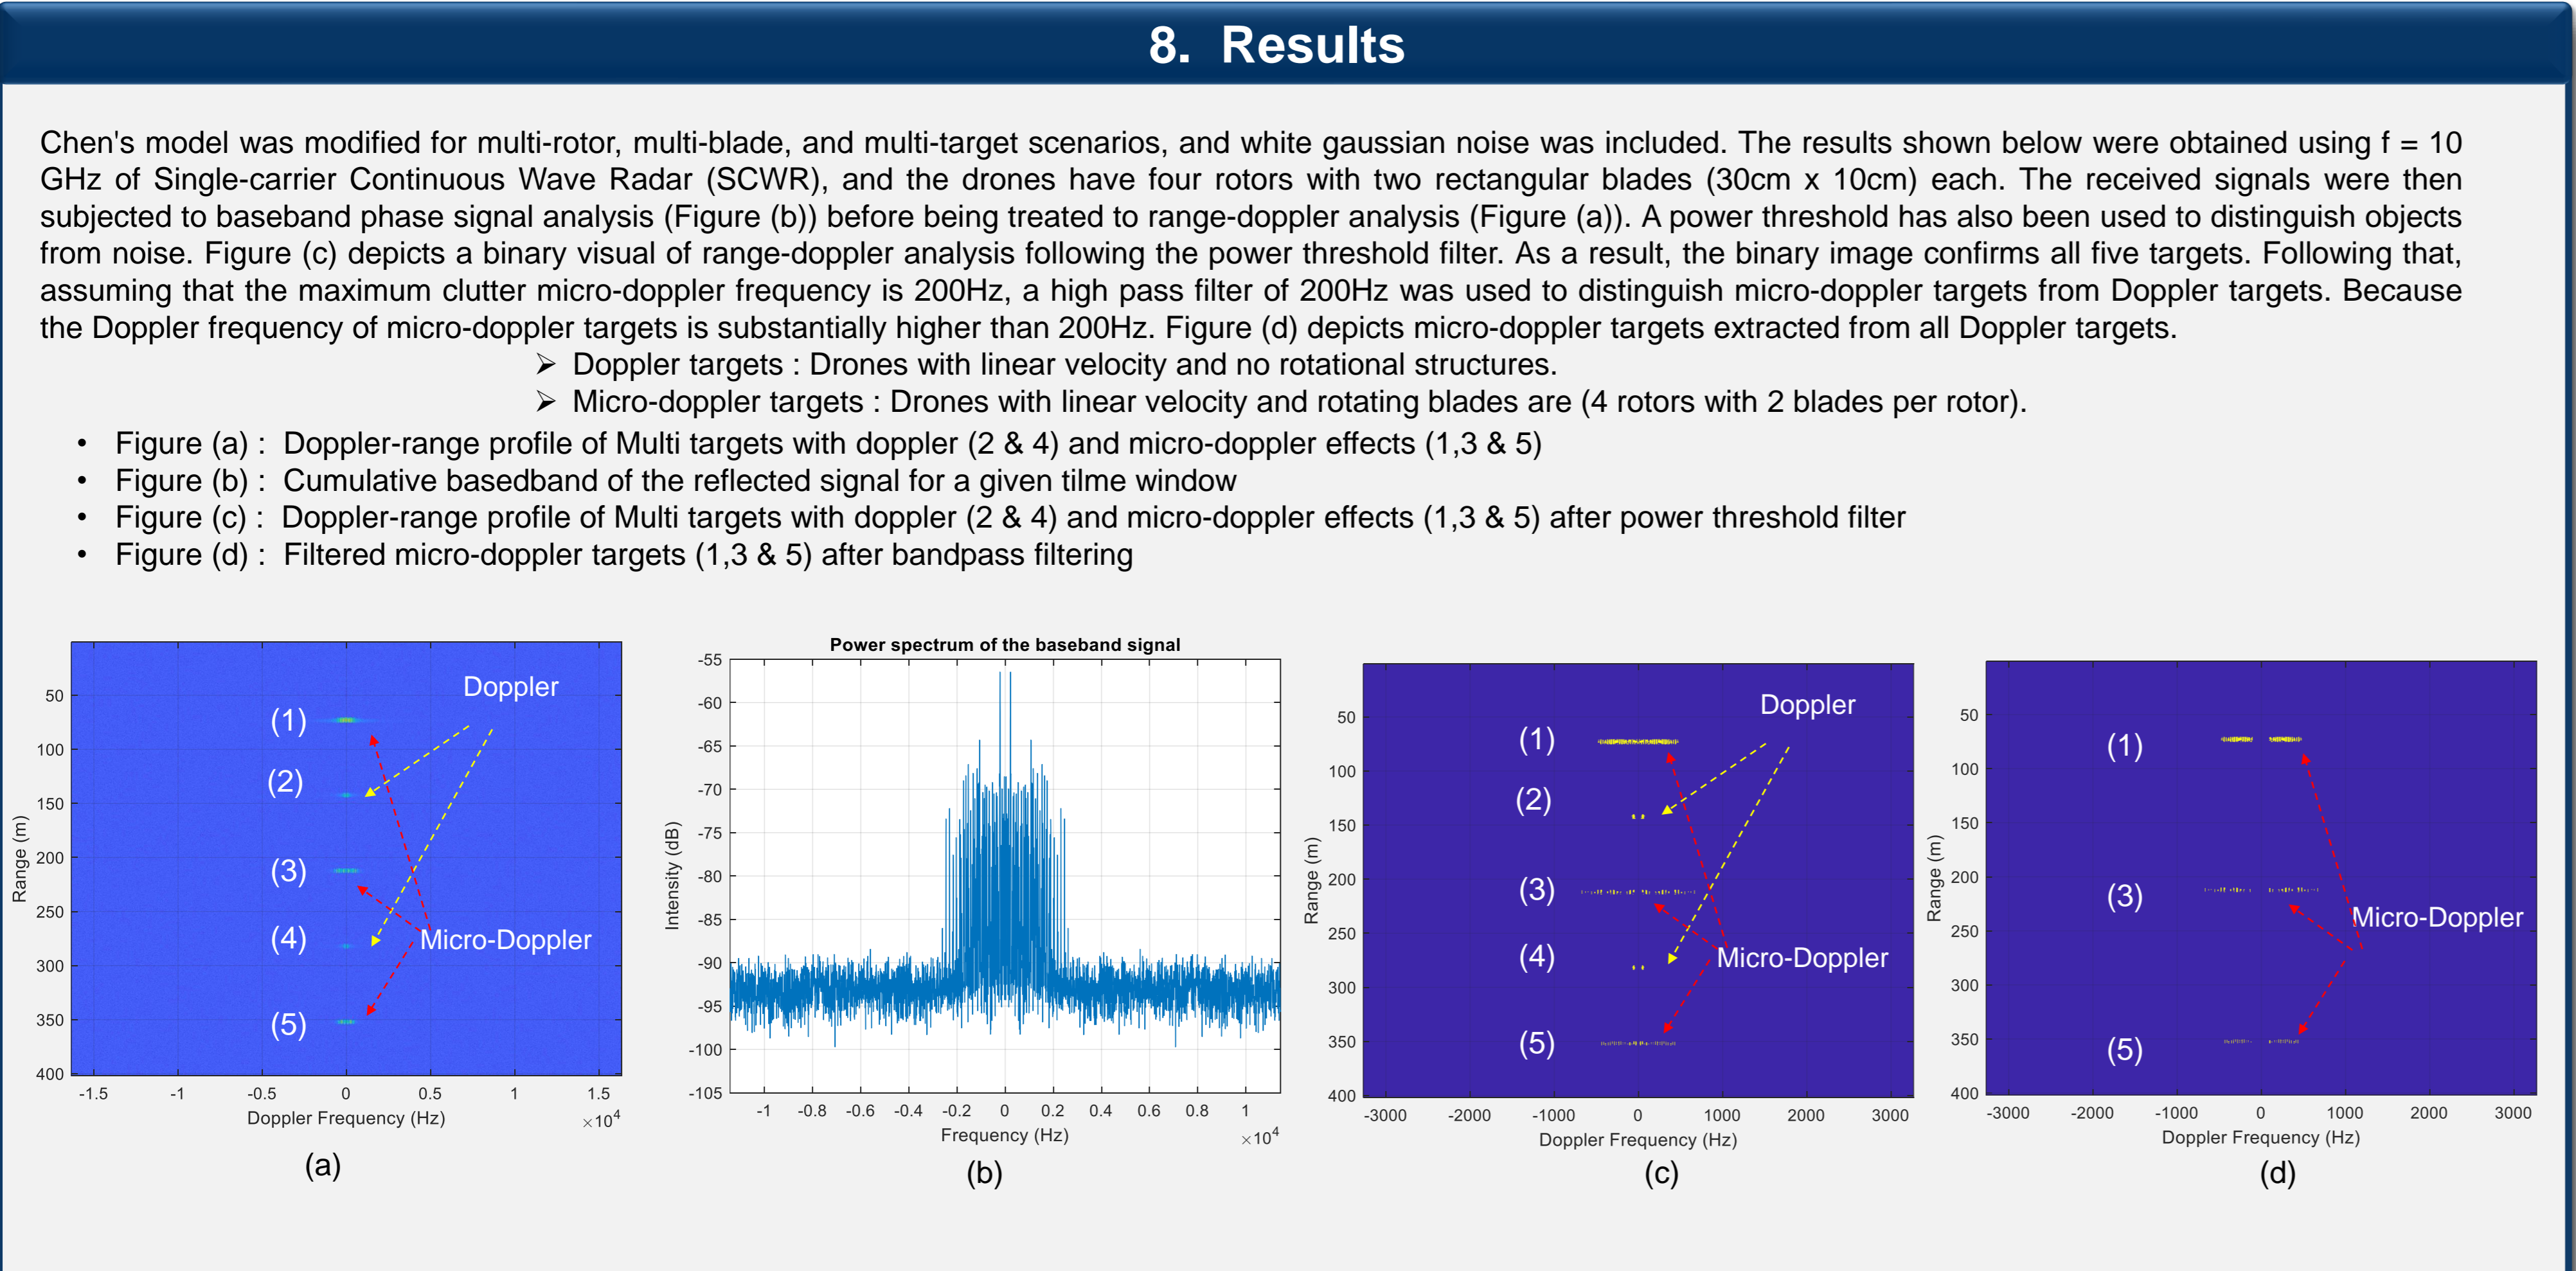 8. Results
Chen's model was modified for multi-rotor, multi-blade, and multi-target scenarios, and white gaussian noise was included. The results shown below were obtained using f = 10
GHz of Single-carrier Continuous Wave Radar (SCWR), and the drones have four rotors with two rectangular blades (30cm x 10cm) each. The received signals were then
subjected to baseband phase signal analysis (Figure (b)) before being treated to range-doppler analysis (Figure (a)). A power threshold has also been used to distinguish objects
from noise. Figure (c) depicts a binary visual of range-doppler analysis following the power threshold filter. As a result, the binary image confirms all five targets. Following that,
assuming that the maximum clutter micro-doppler frequency is 200Hz, a high pass filter of 200Hz was used to distinguish micro-doppler targets from Doppler targets. Because
the Doppler frequency of micro-doppler targets is substantially higher than 200Hz. Figure (d) depicts micro-doppler targets extracted from all Doppler targets.
➢ Doppler targets : Drones with linear velocity and no rotational structures.
➢ Micro-doppler targets : Drones with linear velocity and rotating blades are (4 rotors with 2 blades per rotor).
• Figure (a) : Doppler-range profile of Multi targets with doppler (2 & 4) and micro-doppler effects (1,3 & 5)
• Figure (b) : Cumulative basedband of the reflected signal for a given tilme window
• Figure (c) : Doppler-range profile of Multi targets with doppler (2 & 4) and micro-doppler effects (1,3 & 5) after power threshold filter
• Figure (d) : Filtered micro-doppler targets (1,3 & 5) after bandpass filtering
Range (m)
50
100
150
200
250
300
350
400
Doppler
(1)
(2)
(3)
(4)
Micro-Doppler
(5)
-1.5 -1 -0.5 0 0.5 1 1.5
Doppler Frequency (Hz) ×10⁴
(a)
Power spectrum of the baseband signal
Intensity (dB)
-55
-60
-65
-70
-75
-80
-85
-90
-95
-100
-105
-1 -0.8 -0.6 -0.4 -0.2 0 0.2 0.4 0.6 0.8 1
Frequency (Hz) ×10⁴
(b)
Range (m)
50
100
150
200
250
300
350
400
Doppler
(1)
(2)
(3)
(4)
Micro-Doppler
(5)
-3000 -2000 -1000 0 1000 2000 3000
Doppler Frequency (Hz)
(c)
Range (m)
50
100
150
200
250
300
350
400
(1)
(3)
Micro-Doppler
(5)
-3000 -2000 -1000 0 1000 2000 3000
Doppler Frequency (Hz)
(d)